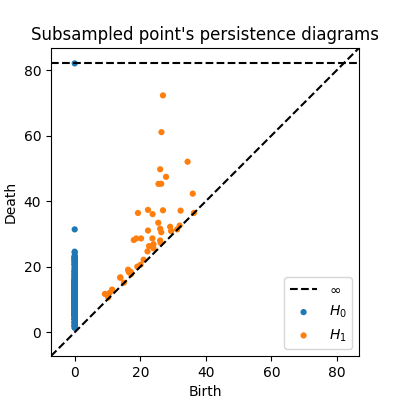 Subsampled point's persistence diagrams
Death
80
60
40
20
0
0 20 40 60 80
Birth
∞
H₀
H₁